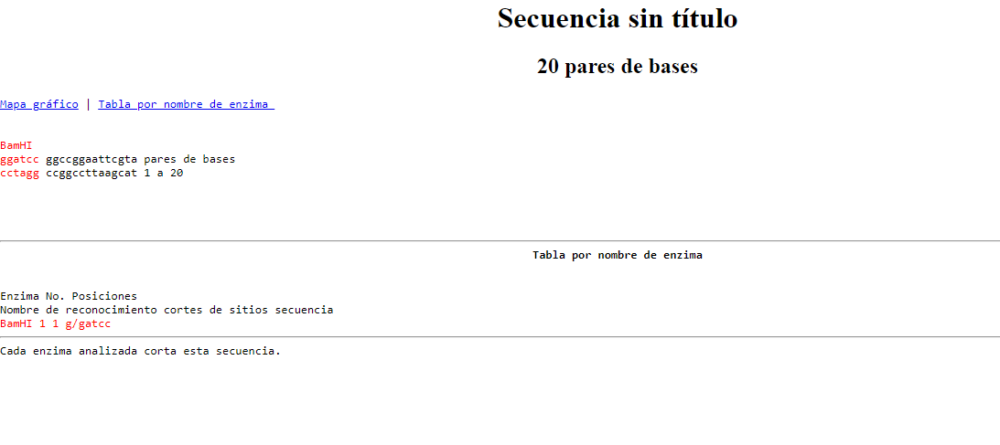 Secuencia sin título
20 pares de bases
Mapa gráfico | Tabla por nombre de enzima
BamHI
ggatcc ggccggaattcgta pares de bases
cctagg ccggccttaagcat 1 a 20
Tabla por nombre de enzima
Enzima No. Posiciones
Nombre de reconocimiento cortes de sitios secuencia
BamHI 1 1 g/gatcc
Cada enzima analizada corta esta secuencia.